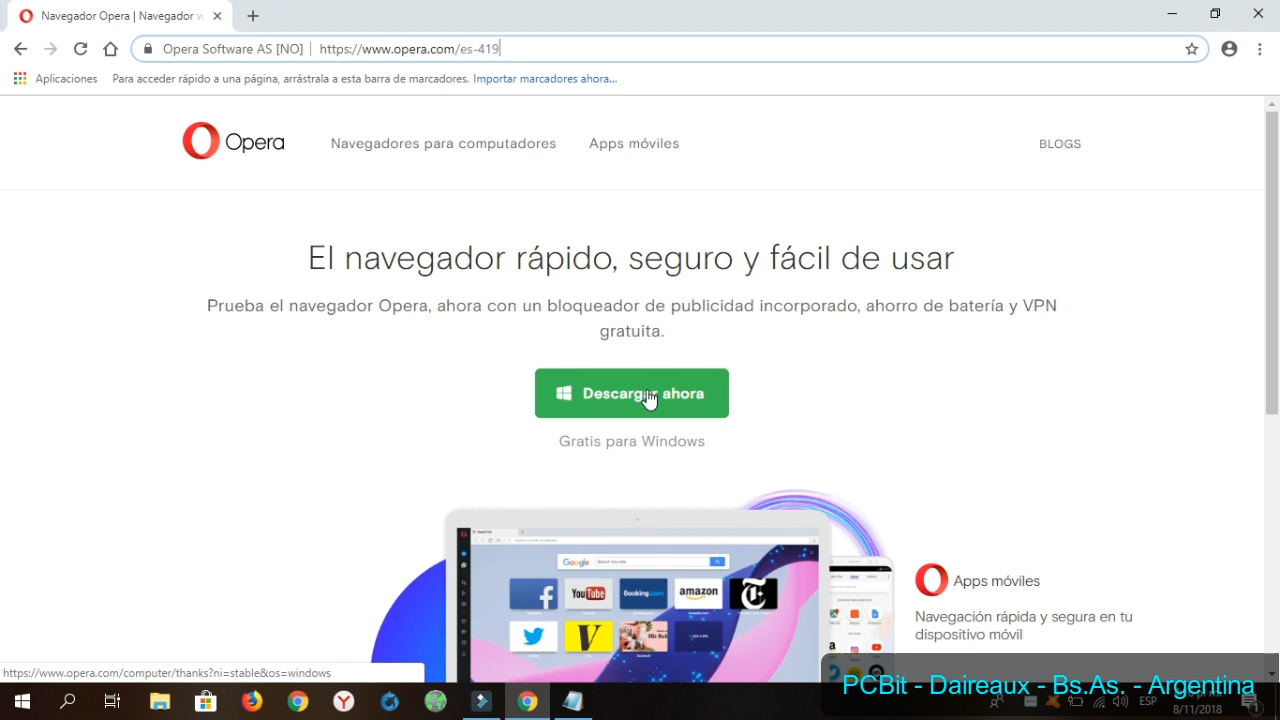 Navegador Opera | Navegador w
Opera Software AS [NO] | https://www.opera.com/es-419
Aplicaciones
Para acceder rápido a una página, arrástrala a esta barra de marcadores. Importar marcadores ahora...
Opera
Navegadores para computadores
Apps móviles
BLOGS
El navegador rápido, seguro y fácil de usar
Prueba el navegador Opera, ahora con un bloqueador de publicidad incorporado, ahorro de batería y VPN
gratuita.
Descargar ahora
Gratis para Windows
Google
YouTube
Booking.com
amazon
Apps móviles
Navegación rápida y segura en tu
dispositivo móvil
https://www.opera.com/computer/thanks?ni=stable&os=windows
PCBit - Daireaux - Bs.As. - Argentina
ESP
8/11/2018